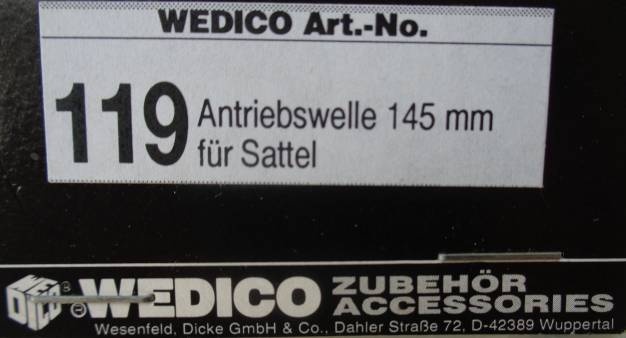 WEDICO Art.-No.
119 Antriebswelle 145 mm
für Sattel
WEDICO ® WEDICO ZUBEHÖR
ACCESSORIES
Wesenfeld, Dicke GmbH & Co., Dahler Straße 72, D-42389 Wuppertal